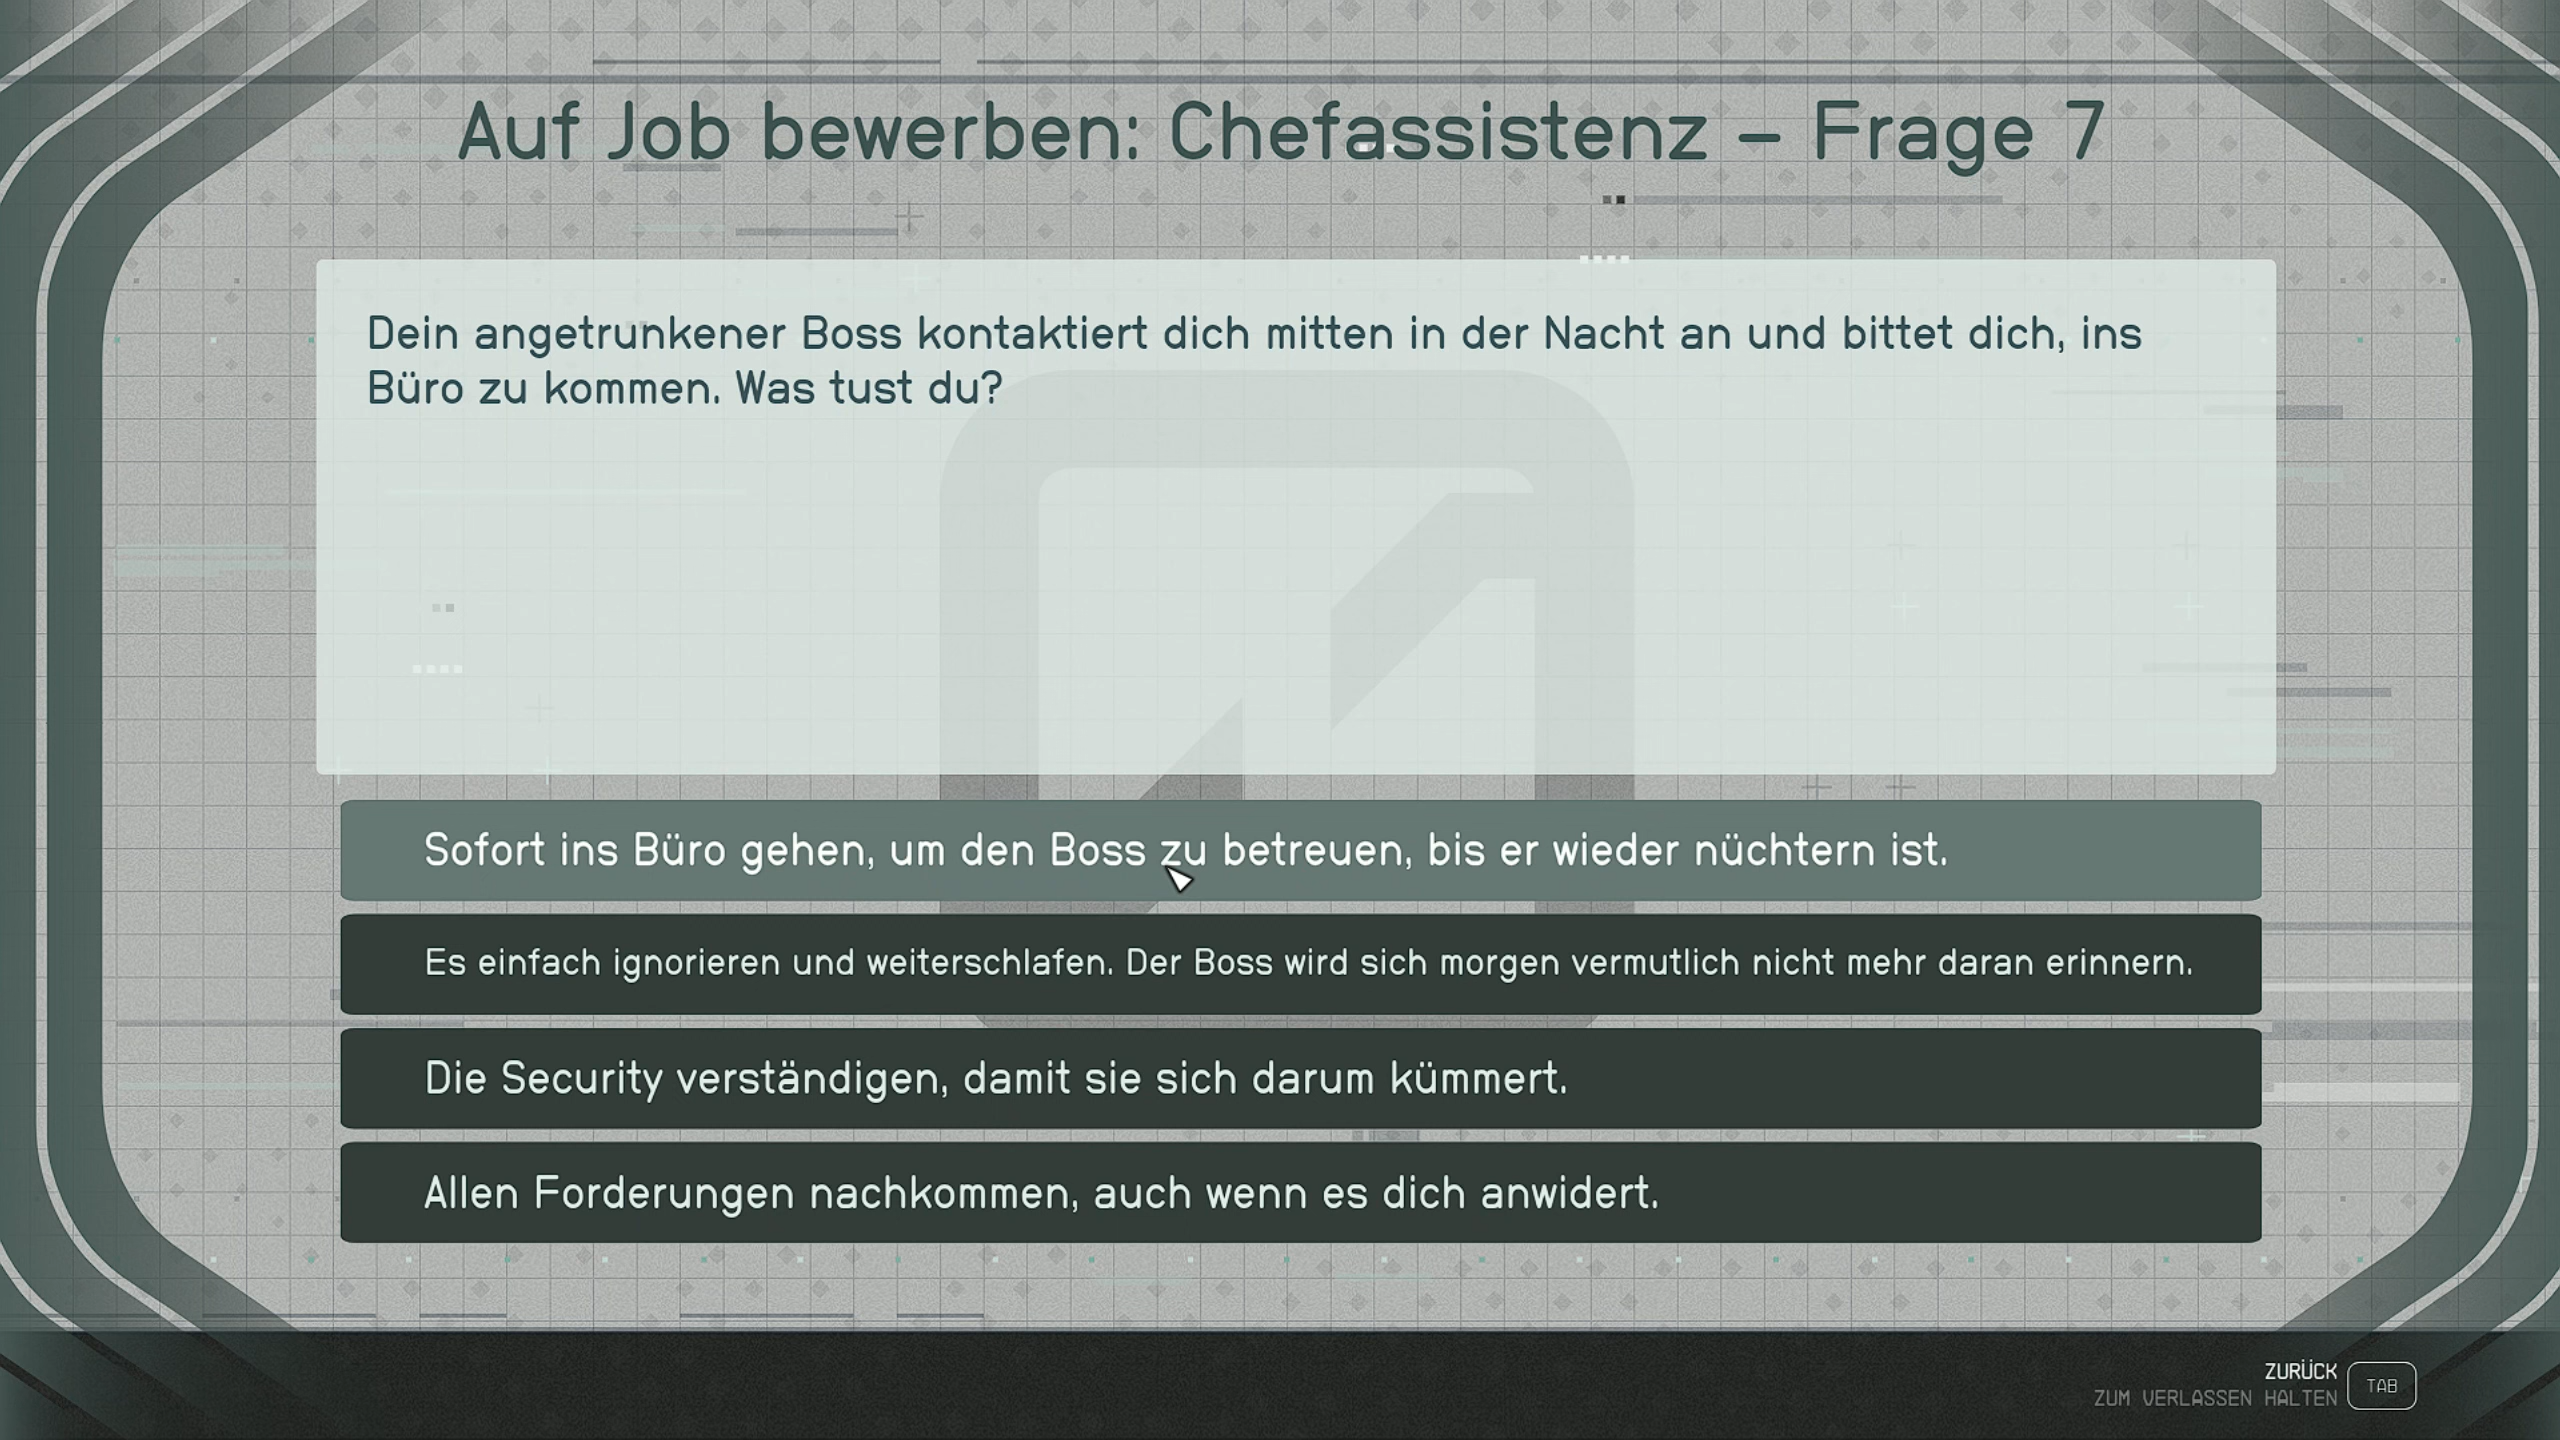 Auf Job bewerben: Chefassistenz – Frage 7
Dein angetrunkener Boss kontaktiert dich mitten in der Nacht an und bittet dich, ins
Büro zu kommen. Was tust du?
Sofort ins Büro gehen, um den Boss zu betreuen, bis er wieder nüchtern ist.
Es einfach ignorieren und weiterschlafen. Der Boss wird sich morgen vermutlich nicht mehr daran erinnern.
Die Security verständigen, damit sie sich darum kümmert.
Allen Forderungen nachkommen, auch wenn es dich anwidert.
ZURÜCK
ZUM VERLASSEN HALTEN
TAB